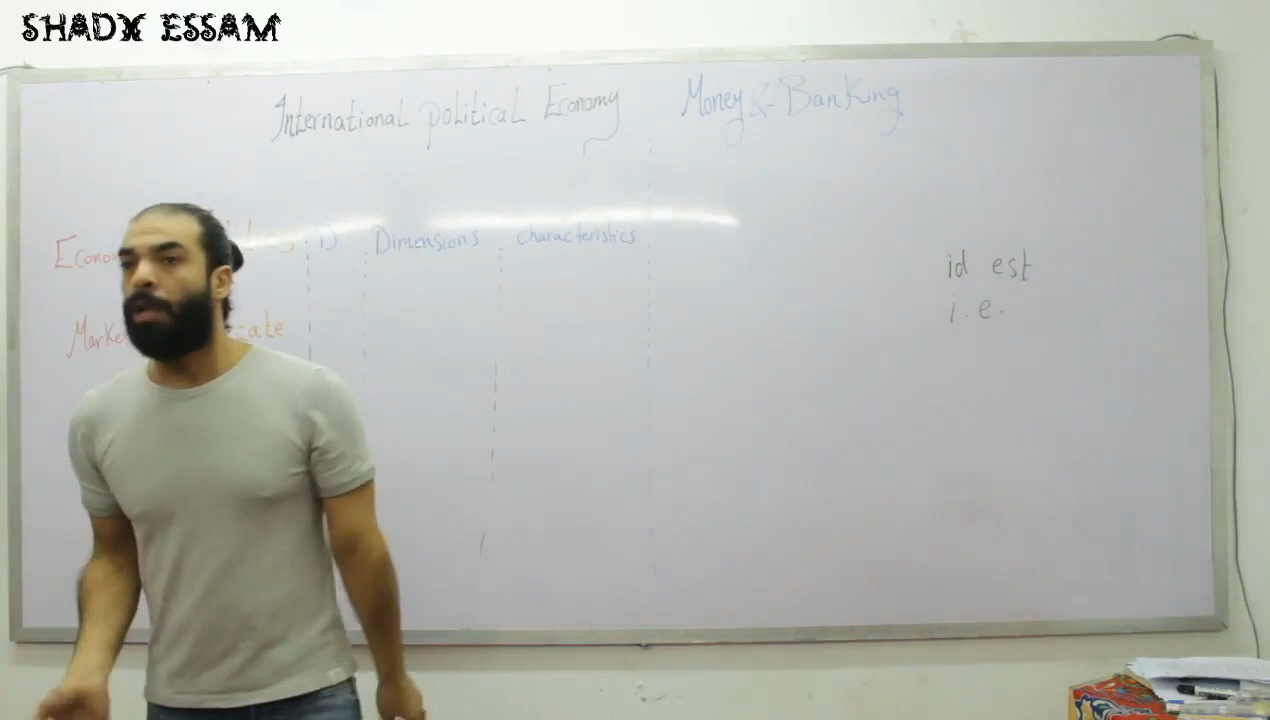 SHADY ESSAM
International political Economy
Money & Banking
Dimensions
characteristics
id est
i.e.